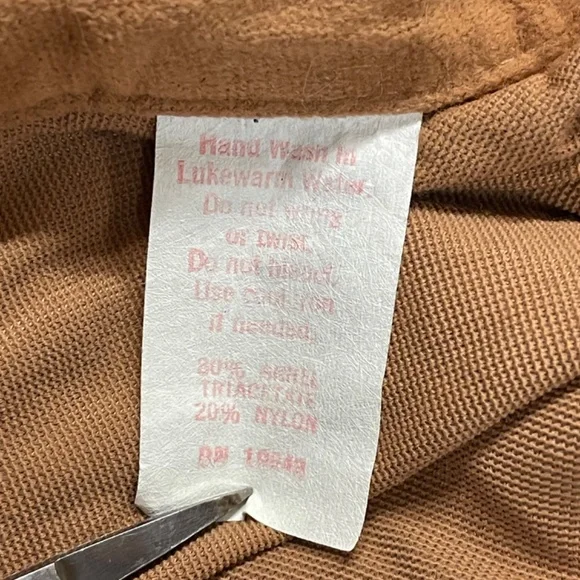 Hand Wash in
Lukewarm Water.
Do not wring
or Twist.
Do not bleach.
Use cool iron
if needed.
80% ARNEL
TRIACETATE
20% NYLON
RN